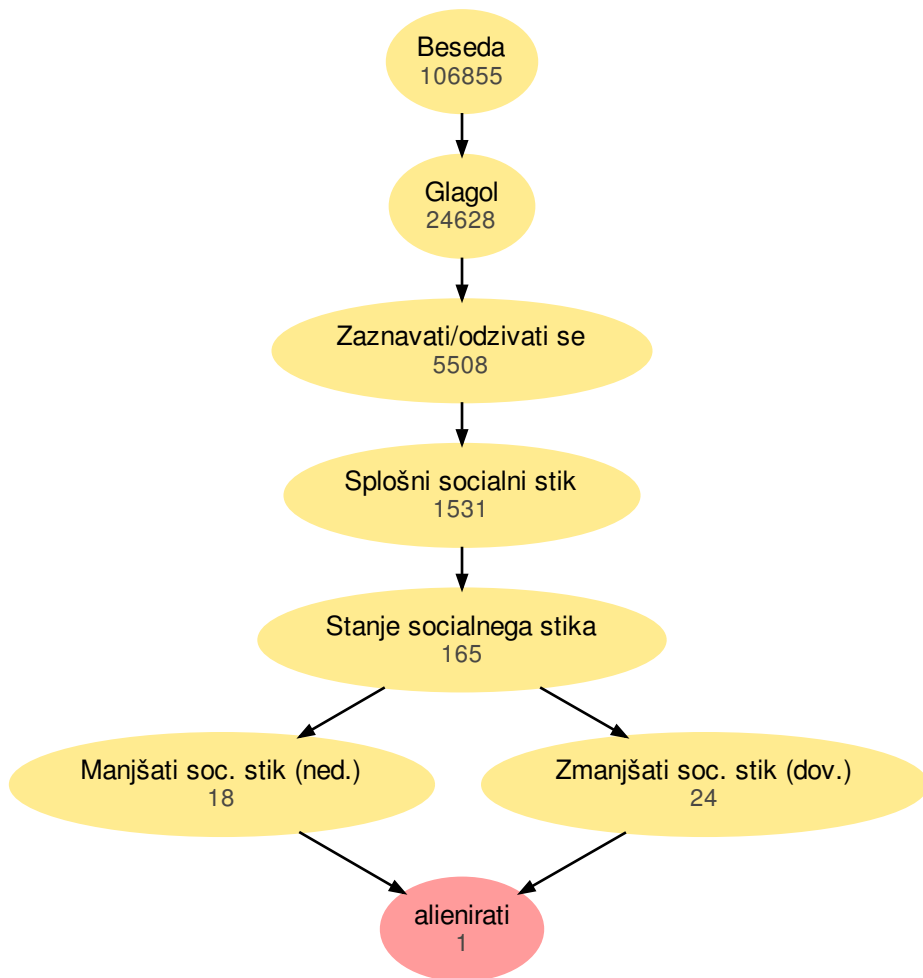 Beseda
106855
Glagol
24628
Zaznavati/odzivati se
5508
Splošni socialni stik
1531
Stanje socialnega stika
165
Manjšati soc. stik (ned.)
18
Zmanjšati soc. stik (dov.)
24
alienirati
1